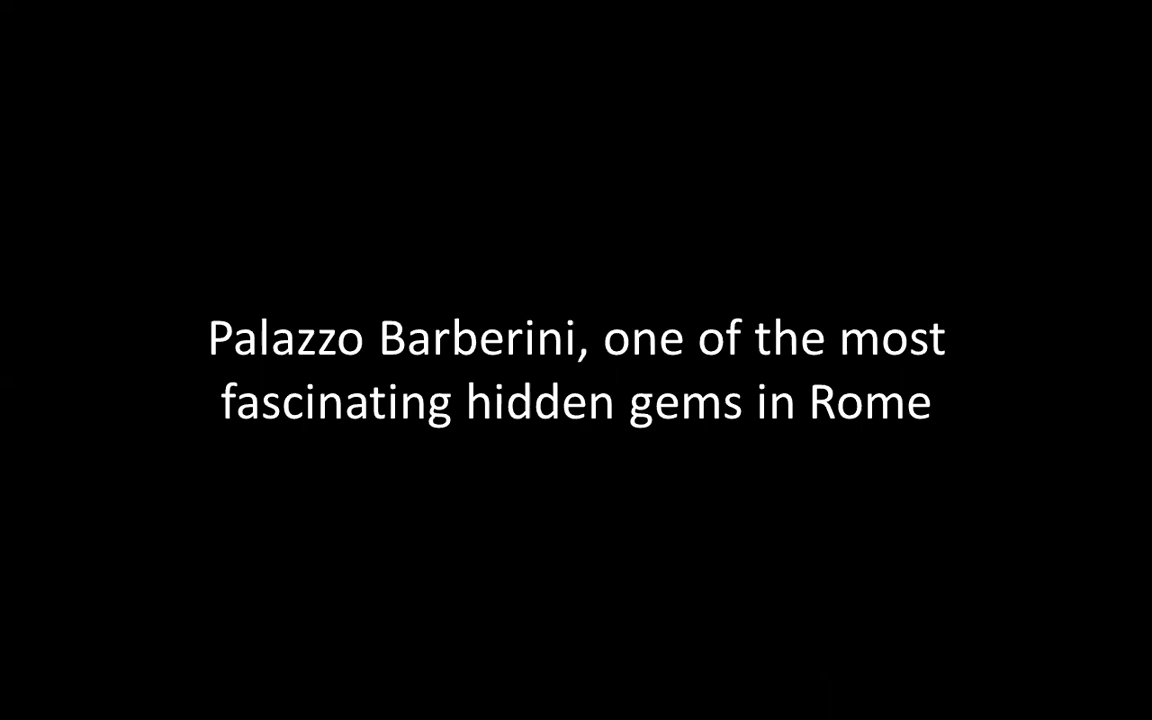 Palazzo Barberini, one of the most
fascinating hidden gems in Rome